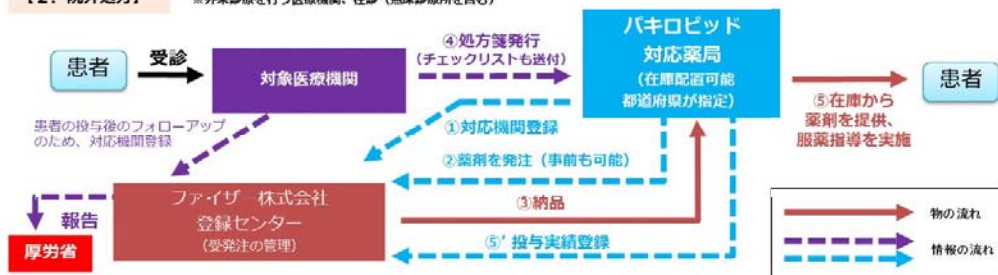 ※外来診療を行う医療機関、往診（無床診療所を含む）
患者
受診
対象医療機関
④処方箋発行
（チェックリストも送付）
パキロビッド
対応薬局
（在庫配置可能
都道府県が指定）
⑤在庫から
薬剤を提供、
服薬指導を実施
患者
患者の投与後のフォローアップ
のため、対応機関登録
①対応機関登録
②薬剤を発注（事前も可能）
ファイザー株式会社
登録センター
（受発注の管理）
③納品
⑤’投与実績登録
報告
厚労省
物の流れ
情報の流れ